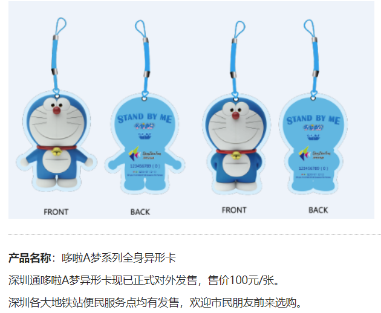 STAND BY ME
STAND BY ME
FRONT
BACK
FRONT
BACK
产品名称：哆啦A梦系列全身异形卡
深圳通哆啦A梦异形卡现已正式对外发售，售价100元/张。
深圳各大地铁站便民服务点均有发售，欢迎市民朋友前来选购。